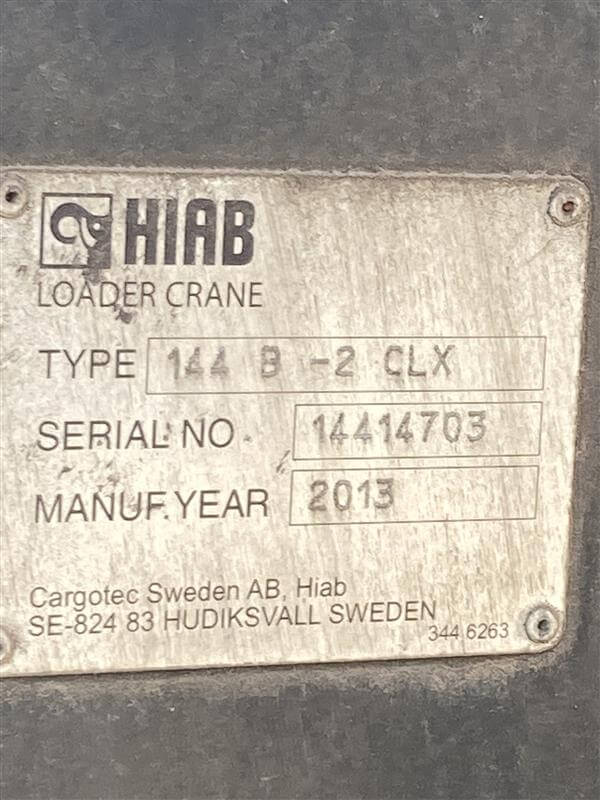 HIAB
LOADER CRANE
TYPE 144 B -2 CLX
SERIAL NO 14414703
MANUF.YEAR 2013
Cargotec Sweden AB, Hiab
SE-824 83 HUDIKSVALL SWEDEN
344 6263